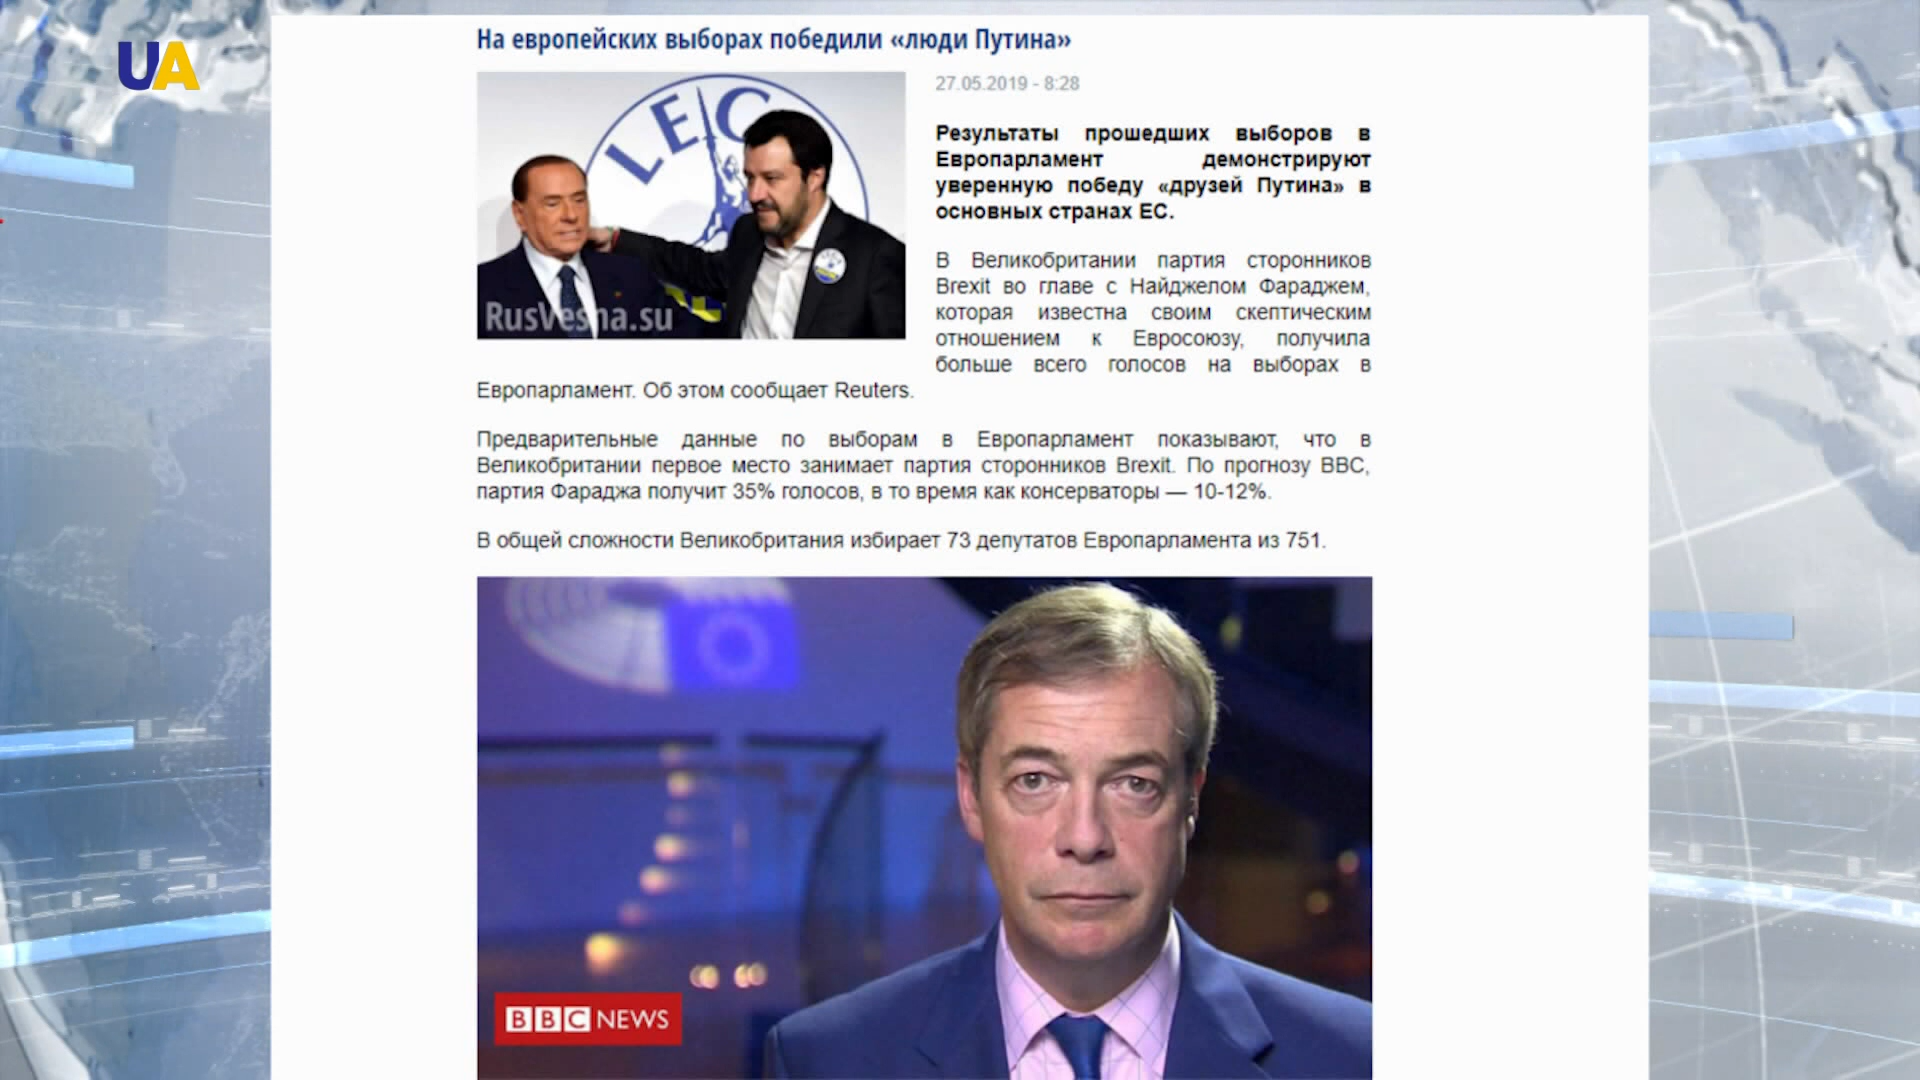 UA
На европейских выборах победили «люди Путина»
27.05.2019 - 8:28
LEG
RusVesna.su
Результаты прошедших выборов в
Европарламент демонстрируют
уверенную победу «друзей Путина» в
основных странах ЕС.
В Великобритании партия сторонников
Brexit во главе с Найджелом Фараджем,
которая известна своим скептическим
отношением к Евросоюзу, получила
больше всего голосов на выборах в
Европарламент. Об этом сообщает Reuters.
Предварительные данные по выборам в Европарламент показывают, что в
Великобритании первое место занимает партия сторонников Brexit. По прогнозу BBC,
партия Фараджа получит 35% голосов, в то время как консерваторы — 10-12%.
В общей сложности Великобритания избирает 73 депутатов Европарламента из 751.
BBC NEWS